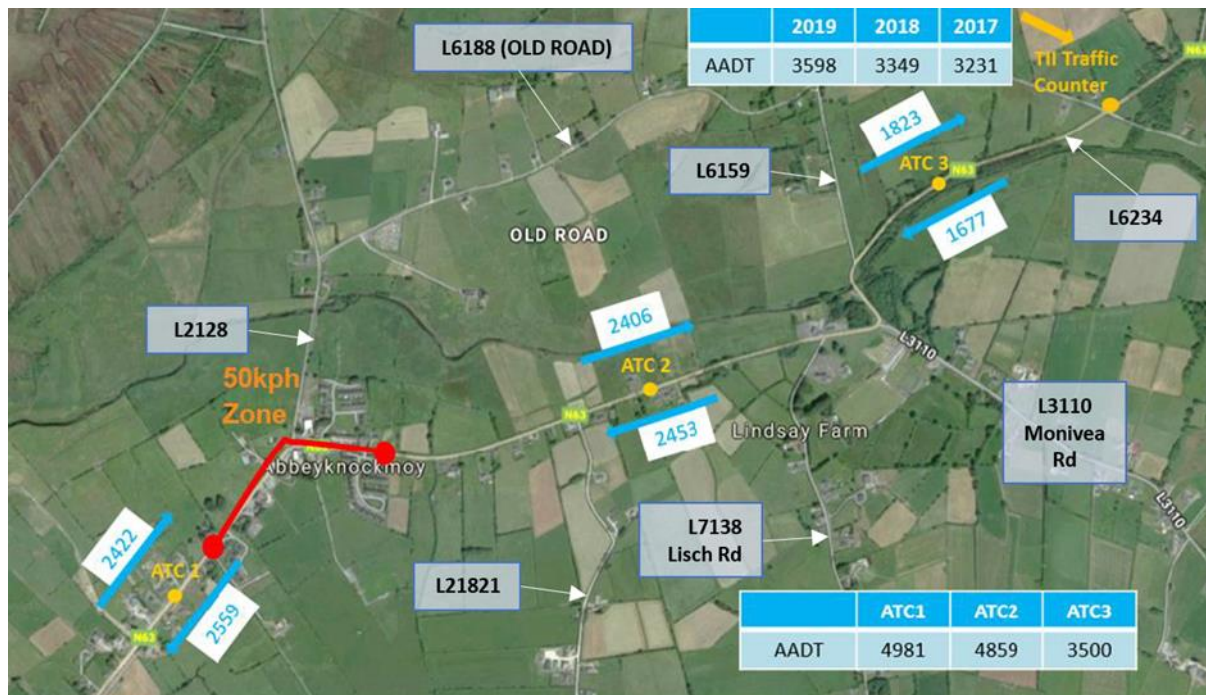 2019 2018 2017
AADT 3598 3349 3231
TII Traffic
Counter
N63
L6188 (OLD ROAD)
L6159
1823
ATC 3
N63
1677
L6234
OLD ROAD
L2128
2406
ATC 2
N63
2453
50kph
Zone
Abbeyknockmoy
Lindsay Farm
L3110
L3110
Monivea
Rd
L3110
2422
ATC 1
2559
N63
L21821
L7138
Lisch Rd
ATC1 ATC2 ATC3
AADT 4981 4859 3500